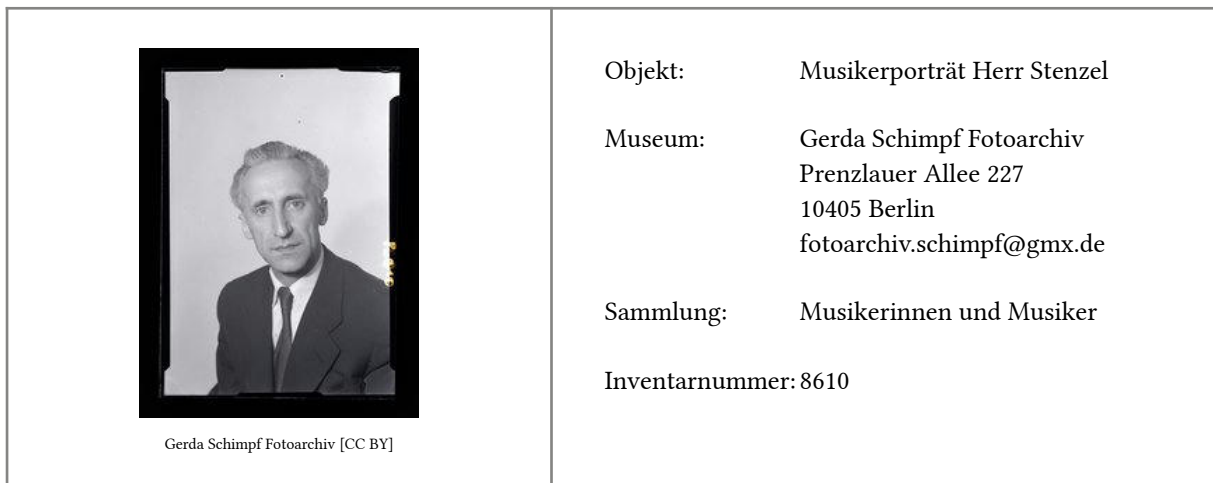 Gerda Schimpf Fotoarchiv [CC BY]
Objekt: Musikerporträt Herr Stenzel
Museum: Gerda Schimpf Fotoarchiv
Prenzlauer Allee 227
10405 Berlin
fotoarchiv.schimpf@gmx.de
Sammlung: Musikerinnen und Musiker
Inventarnummer: 8610